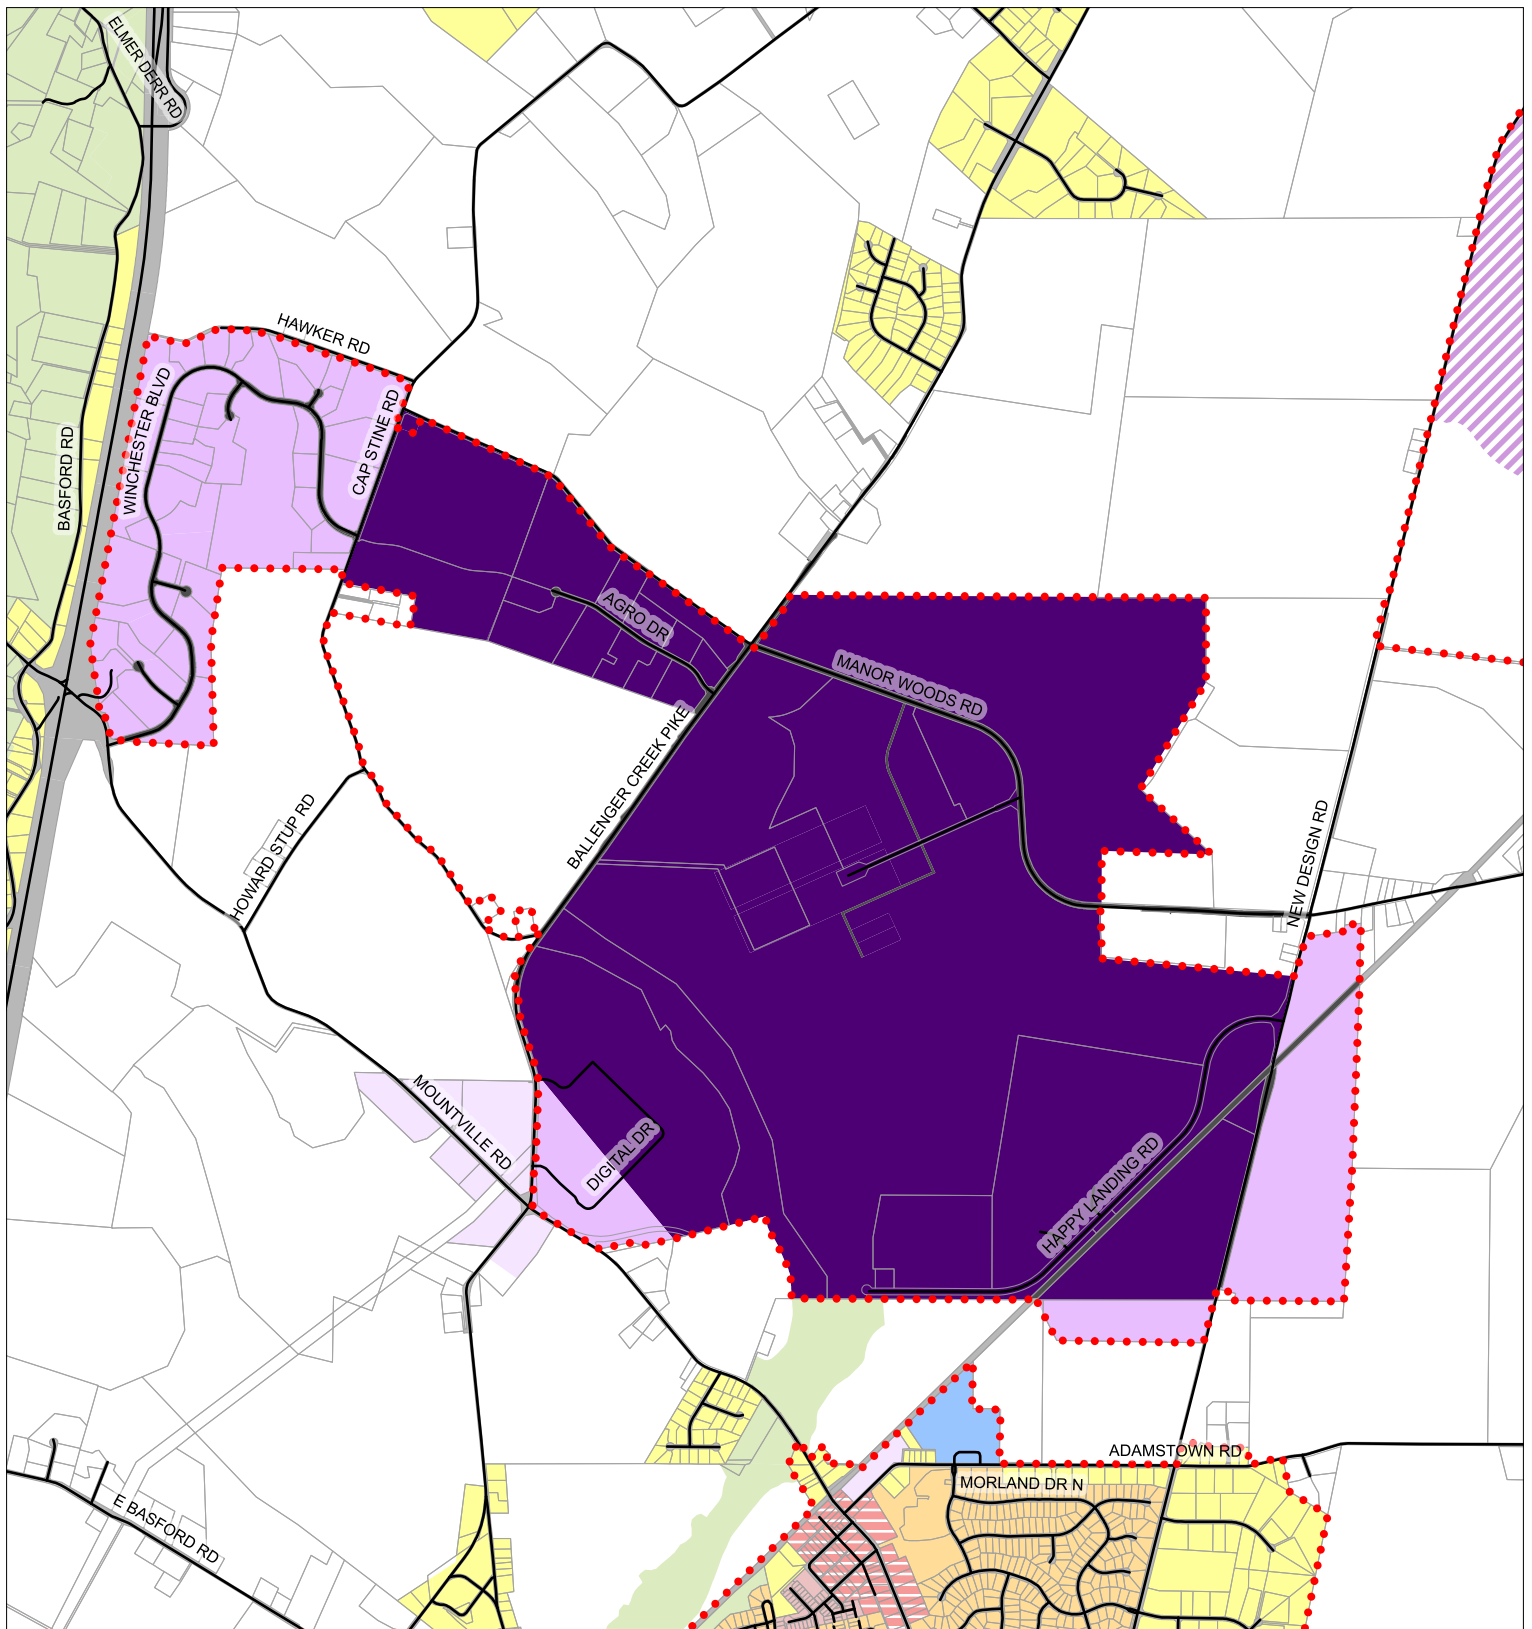 ELMER DERR RD
HAWKER RD
WINCHESTER BLVD
CAP STINE RD
BASFORD RD
AGRO DR
MANOR WOODS RD
BALLENGER CREEK PIKE
HOWARD STUP RD
NEW DESIGN RD
MOUNTVILLE RD
DIGITAL DR
HAPPY LANDING RD
ADAMSTOWN RD
MORLAND DR N
E BASFORD RD